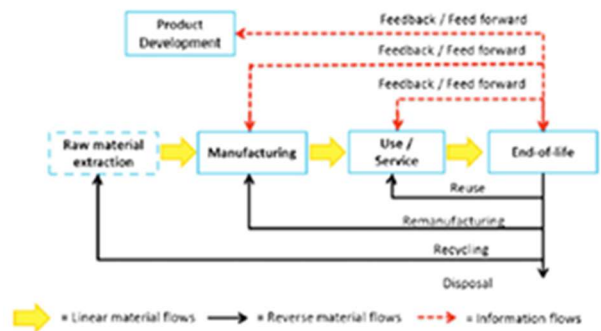 Feedback / Feed forward
Product
Development
Feedback / Feed forward
Feedback / Feed forward
Raw material
extraction
Manufacturing
Use /
Service
End-of-life
Reuse
Remanufacturing
Recycling
Disposal
= Linear material flows
= Reverse material flows
= Information flows